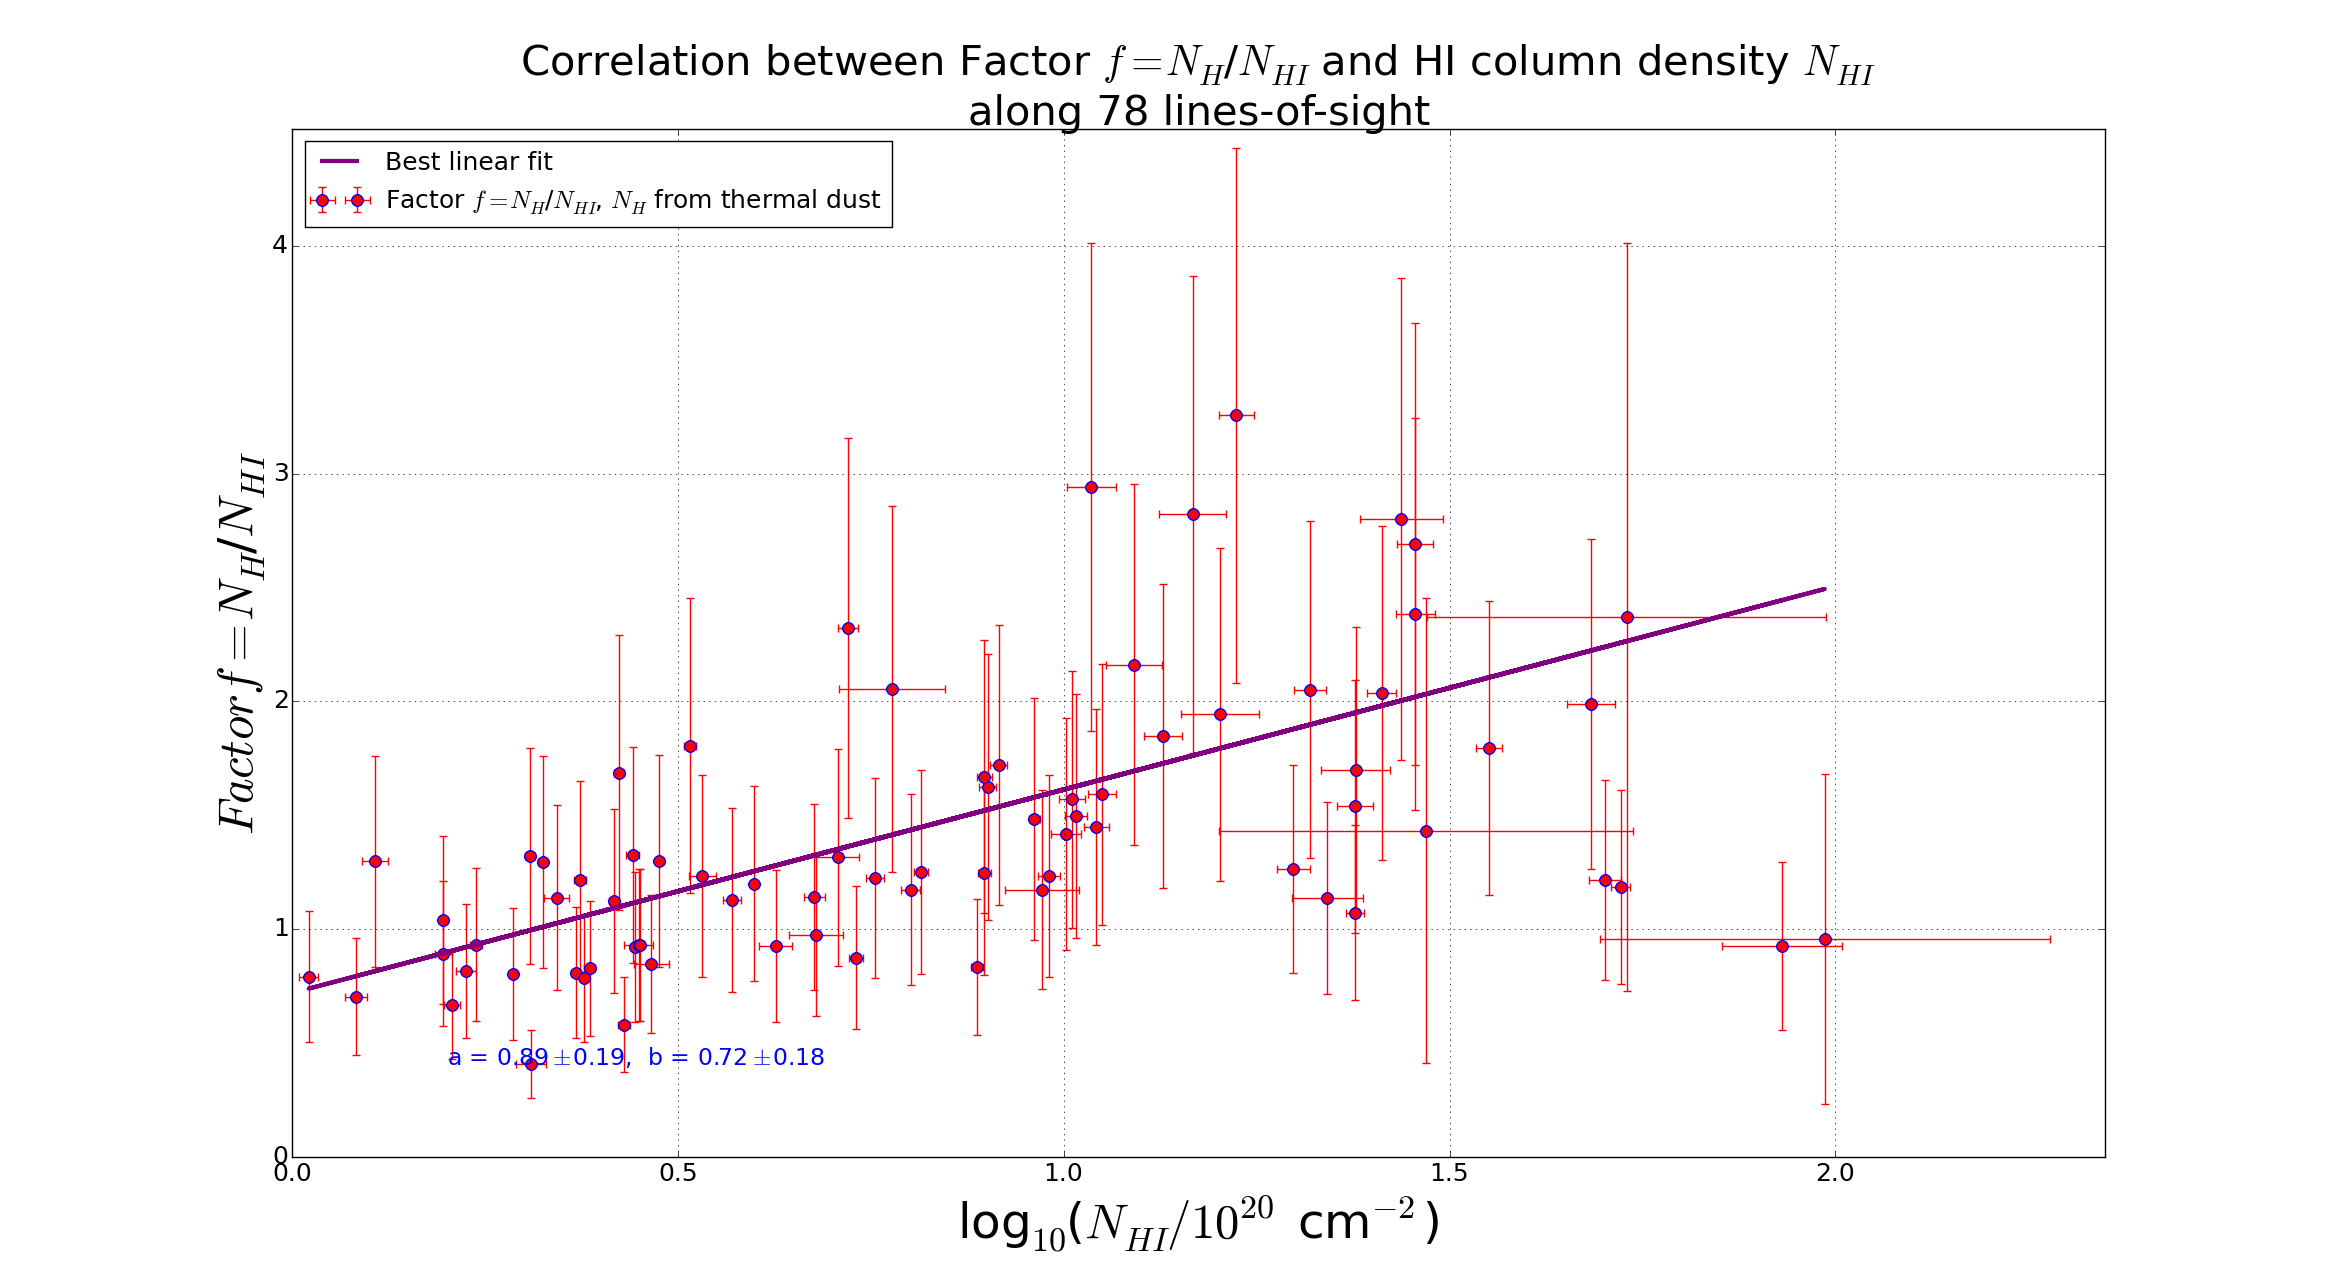 Correlation between Factor f=N_H/N_HI and HI column density N_HI
along 78 lines-of-sight
Best linear fit
Factor f=N_H/N_HI, N_H from thermal dust
Factor f=N_H/N_HI
4
3
2
1
0
a = 0.89±0.19, b = 0.72±0.18
0.0 0.5 1.0 1.5 2.0
log_10(N_HI/10^20 cm^−2)